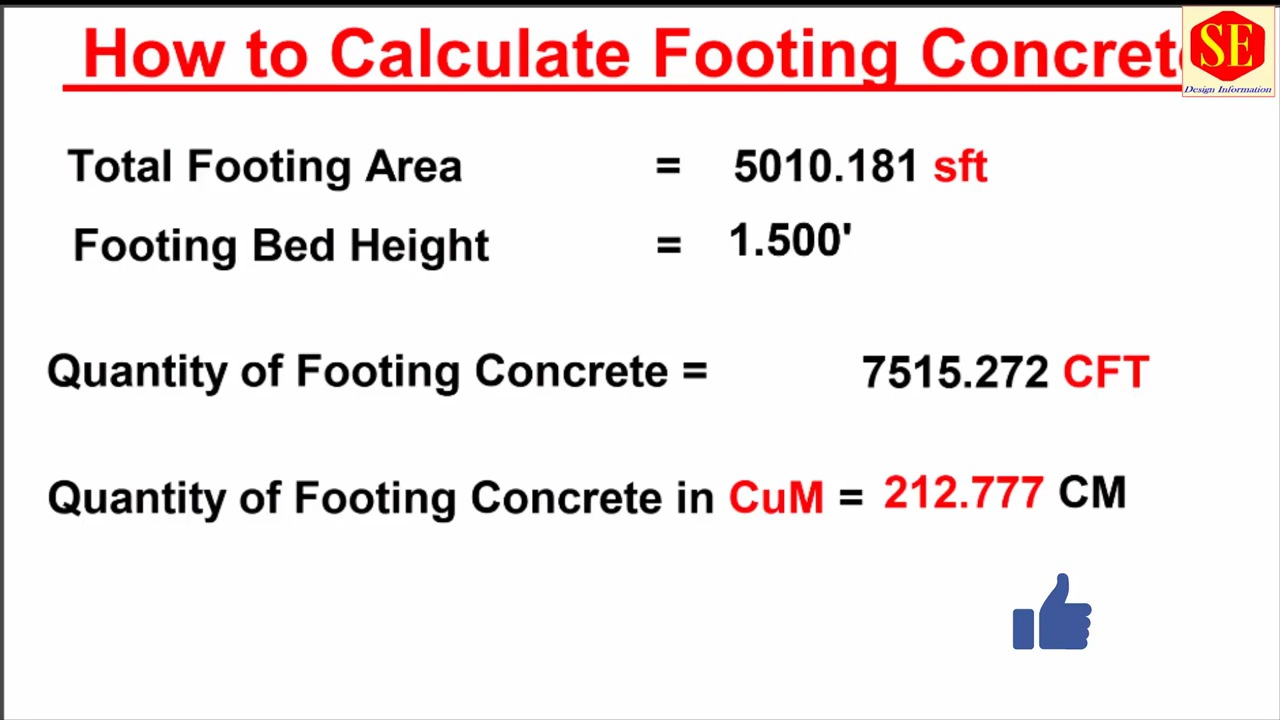 How to Calculate Footing Concrete
SE
Design Information
Total Footing Area = 5010.181 sft
Footing Bed Height = 1.500'
Quantity of Footing Concrete = 7515.272 CFT
Quantity of Footing Concrete in CuM = 212.777 CM